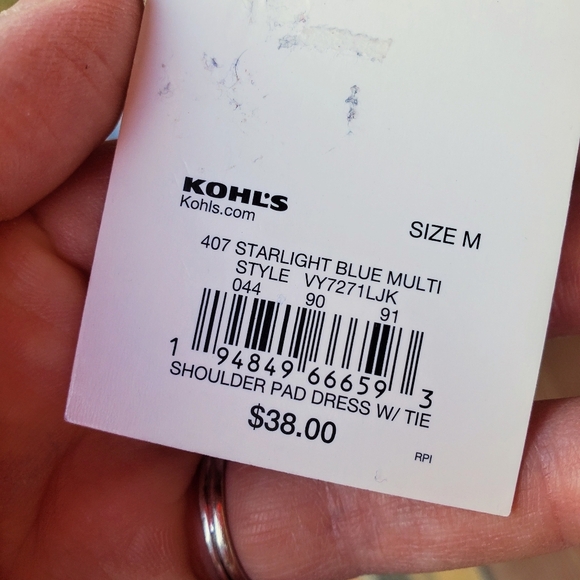 KOHL'S
Kohls.com
SIZE M
407 STARLIGHT BLUE MULTI
STYLE VY7271LJK
044 90 91
1 94849 66659 3
SHOULDER PAD DRESS W/ TIE
$38.00
RPI